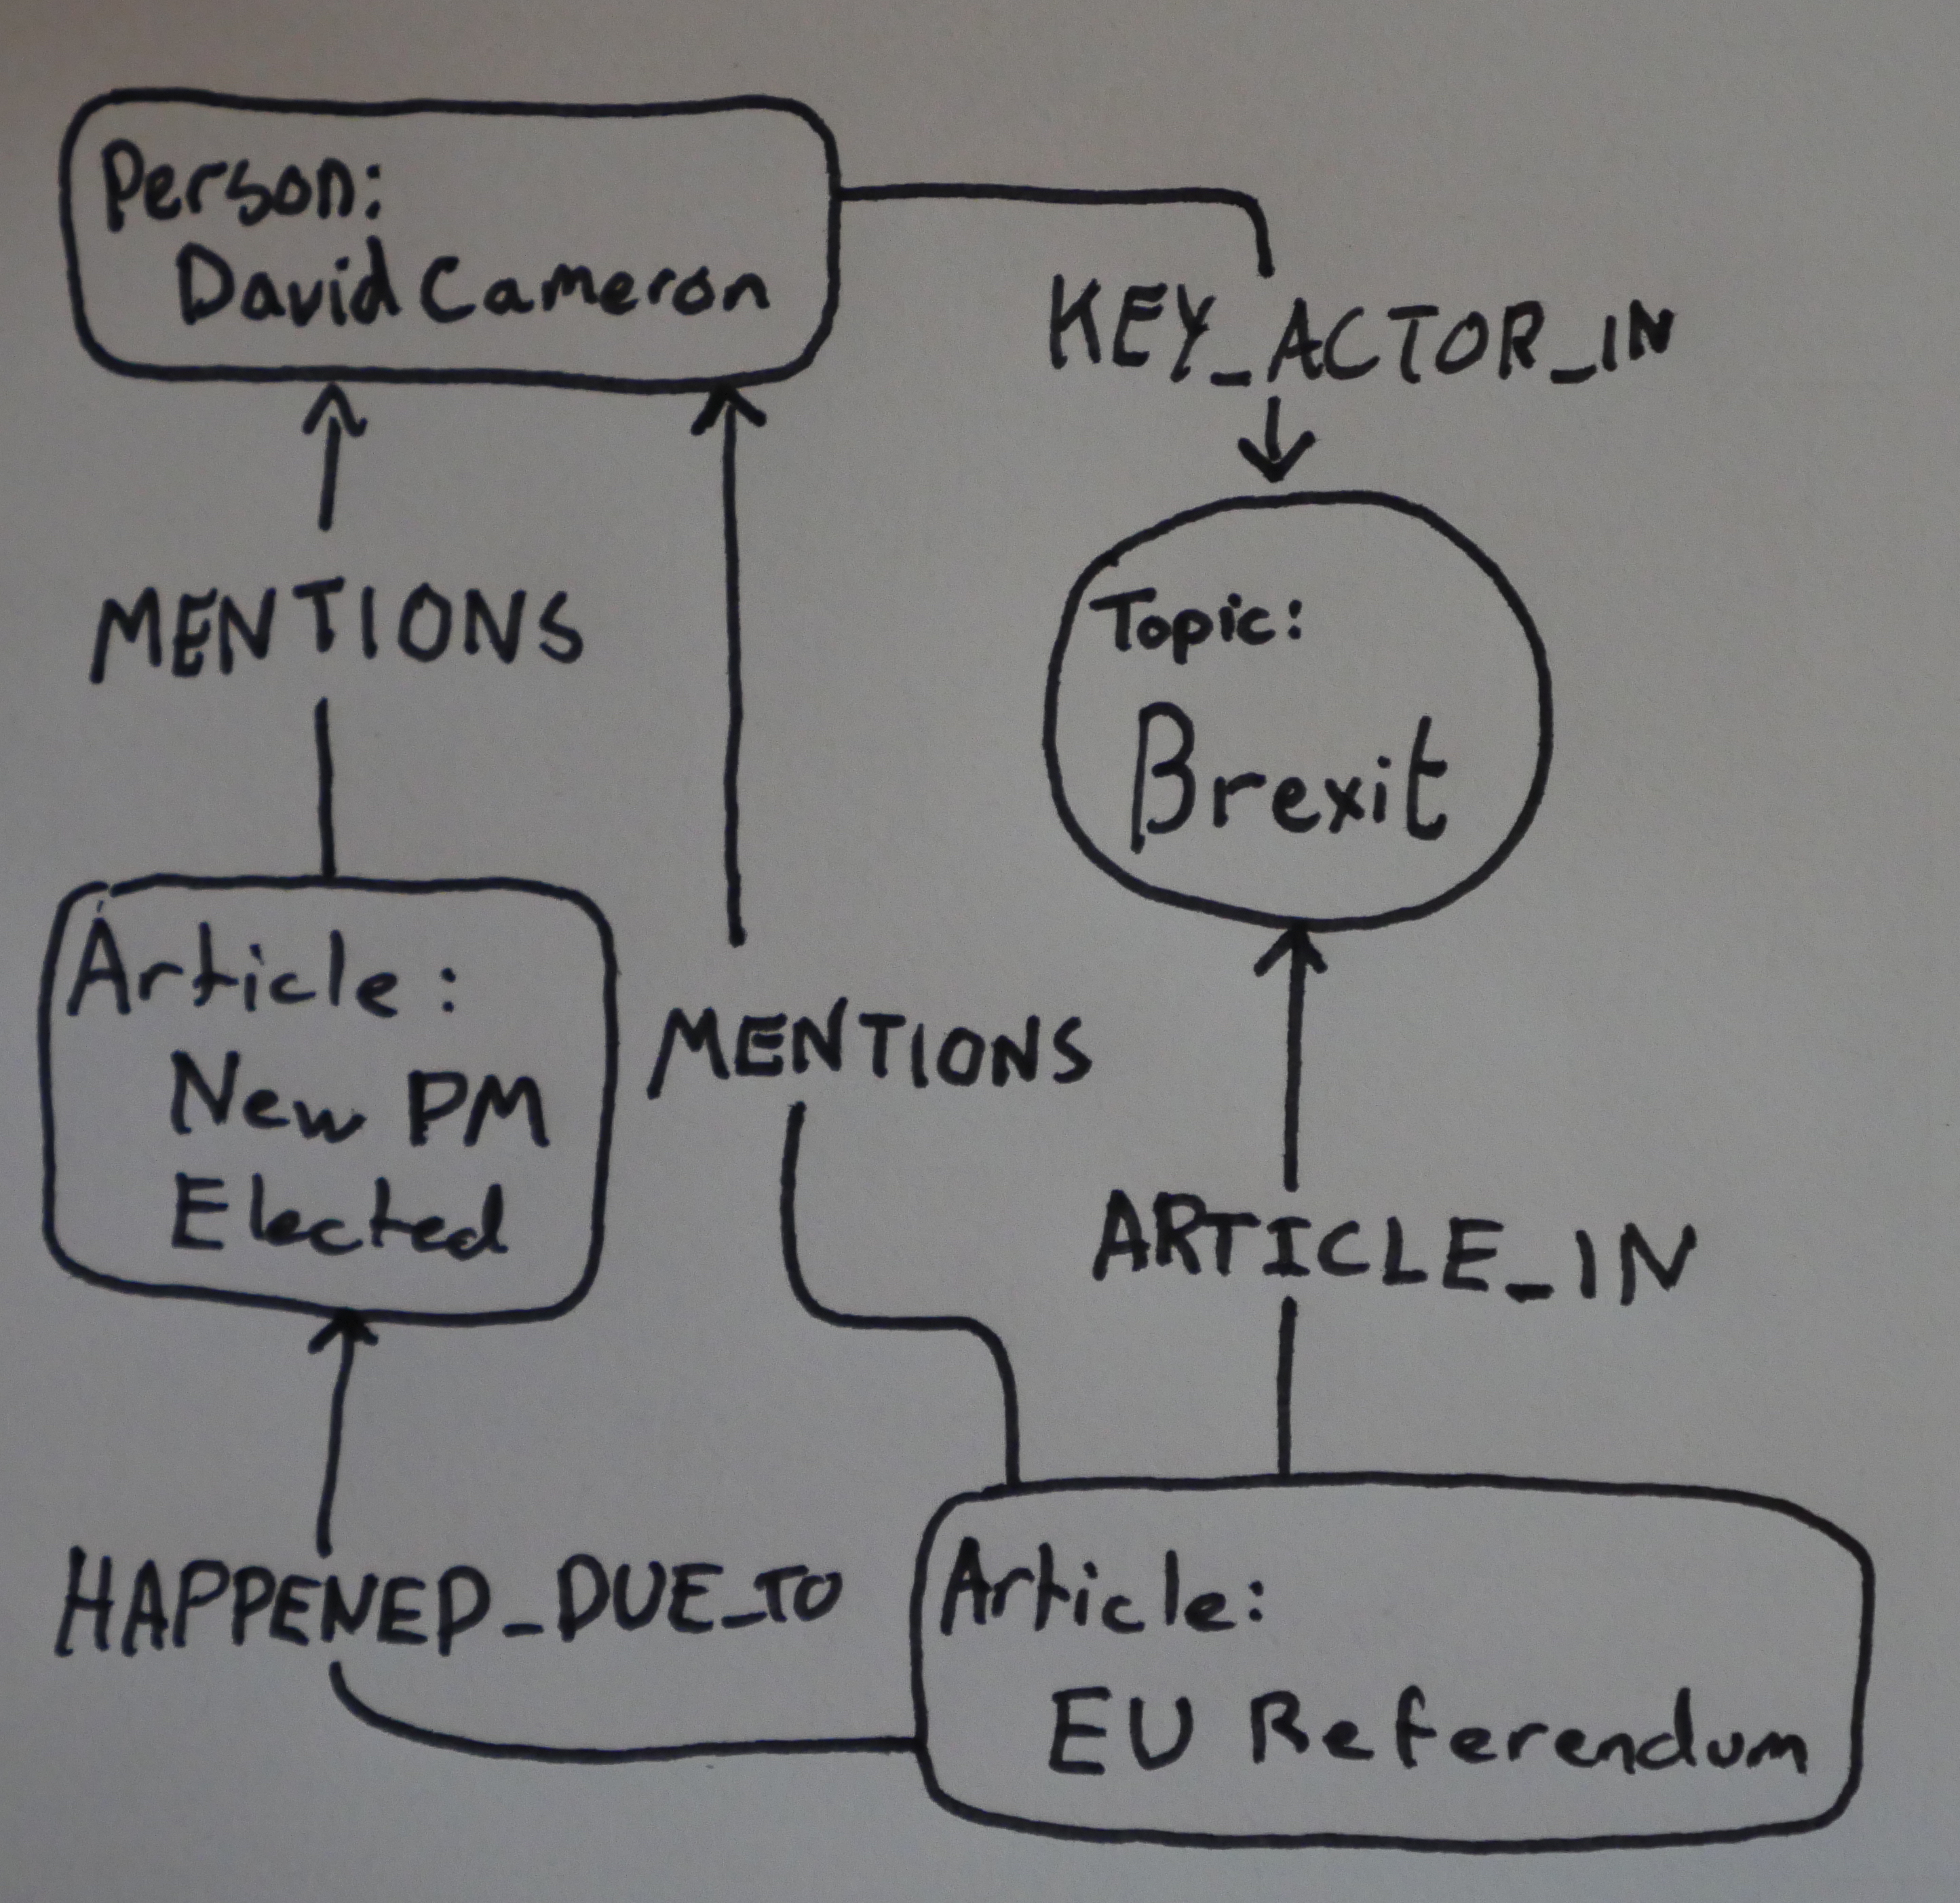 Person:
David Cameron
KEY_ACTOR_IN
MENTIONS
Topic:
Brexit
Article:
New PM
Elected
MENTIONS
ARTICLE_IN
HAPPENED_DUE_TO
Article:
EU Referendum